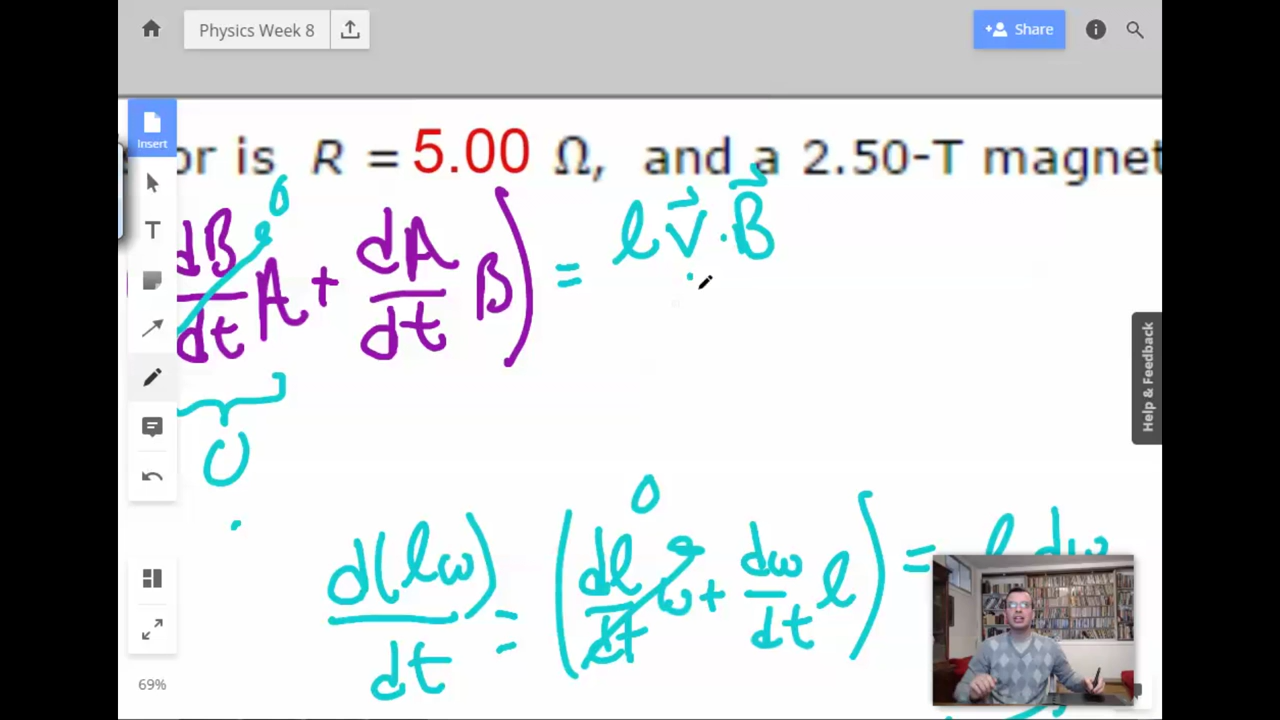 Physics Week 8
Share
Insert
or is R = 5.00 Ω, and a 2.50-T magnet
dB/dt A + dA/dt B) = l v⃗ · B⃗
0
0
T
Help & Feedback
0
d(lω)/dt = (dl/dt ω + dω/dt l) = l dω
69%